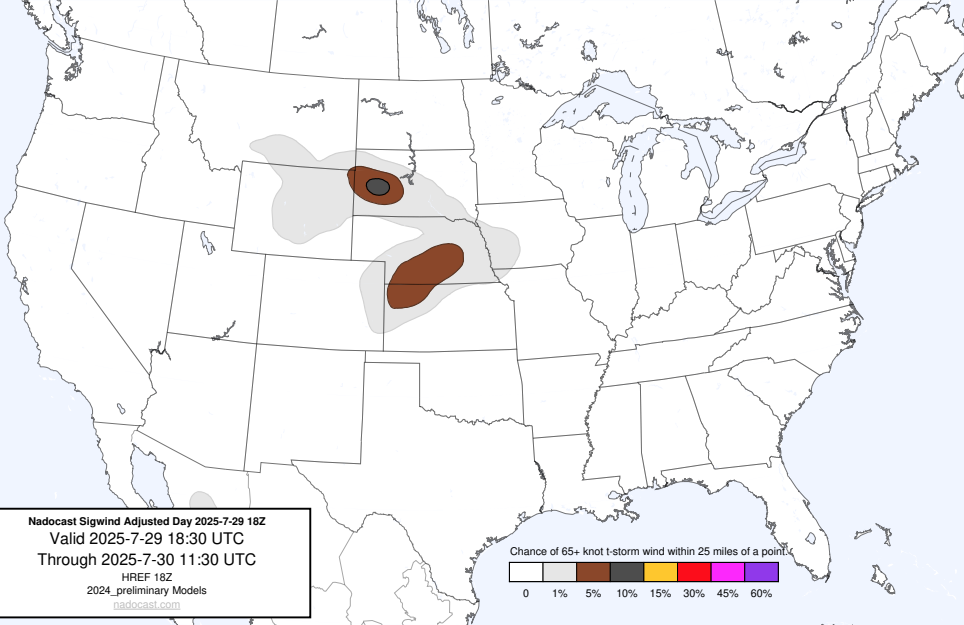 Nadocast Sigwind Adjusted Day 2025-7-29 18Z
Valid 2025-7-29 18:30 UTC
Through 2025-7-30 11:30 UTC
HREF 18Z
2024_preliminary Models
nadocast.com
Chance of 65+ knot t-storm wind within 25 miles of a point.
0 1% 5% 10% 15% 30% 45% 60%